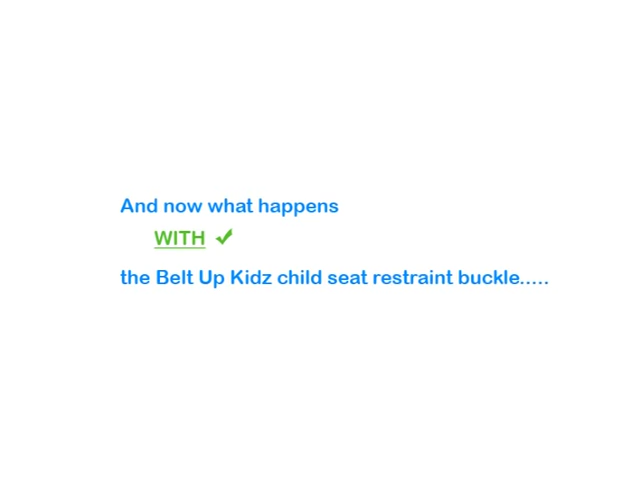 And now what happens
WITH ✓
the Belt Up Kidz child seat restraint buckle.....